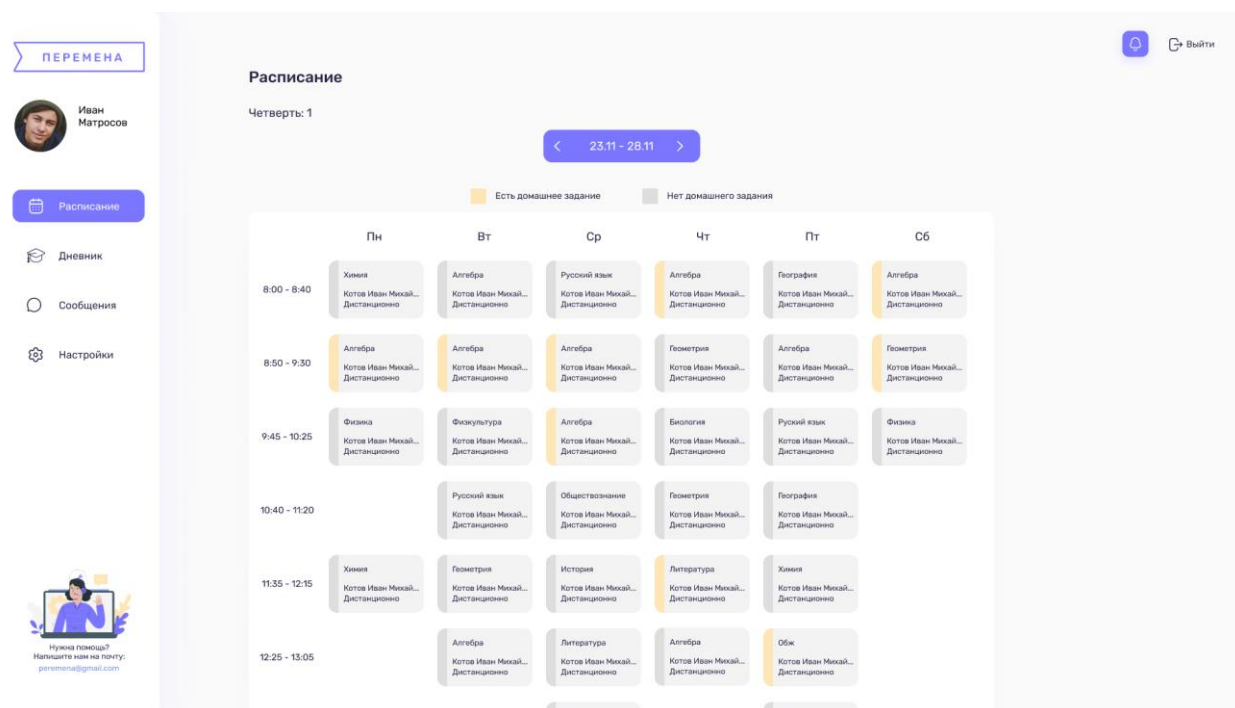 ПЕРЕМЕНА
Выйти
Иван
Матросов
Расписание
Четверть: 1
23.11 - 28.11
Есть домашнее задание
Нет домашнего задания
Расписание
Дневник
Сообщения
Настройки
Пн Вт Ср Чт Пт Сб
8:00 - 8:40
Химия Алгебра Русский язык Алгебра География Алгебра
Котов Иван Михай... Котов Иван Михай... Котов Иван Михай... Котов Иван Михай... Котов Иван Михай... Котов Иван Михай...
Дистанционно Дистанционно Дистанционно Дистанционно Дистанционно Дистанционно
8:50 - 9:30
Алгебра Алгебра Алгебра Геометрия Алгебра Геометрия
Котов Иван Михай... Котов Иван Михай... Котов Иван Михай... Котов Иван Михай... Котов Иван Михай... Котов Иван Михай...
Дистанционно Дистанционно Дистанционно Дистанционно Дистанционно Дистанционно
9:45 - 10:25
Физика Физкультура Алгебра Биология Руский язык Физика
Котов Иван Михай... Котов Иван Михай... Котов Иван Михай... Котов Иван Михай... Котов Иван Михай... Котов Иван Михай...
Дистанционно Дистанционно Дистанционно Дистанционно Дистанционно Дистанционно
10:40 - 11:20
Русский язык Обществознание Геометрия География
Котов Иван Михай... Котов Иван Михай... Котов Иван Михай... Котов Иван Михай...
Дистанционно Дистанционно Дистанционно Дистанционно
11:35 - 12:15
Химия Геометрия История Литература Химия
Котов Иван Михай... Котов Иван Михай... Котов Иван Михай... Котов Иван Михай... Котов Иван Михай...
Дистанционно Дистанционно Дистанционно Дистанционно Дистанционно
12:25 - 13:05
Алгебра Литература Алгебра Обж
Котов Иван Михай... Котов Иван Михай... Котов Иван Михай... Котов Иван Михай...
Дистанционно Дистанционно Дистанционно Дистанционно
Нужна помощь?
Напишите нам на почту:
peremena@gmail.com